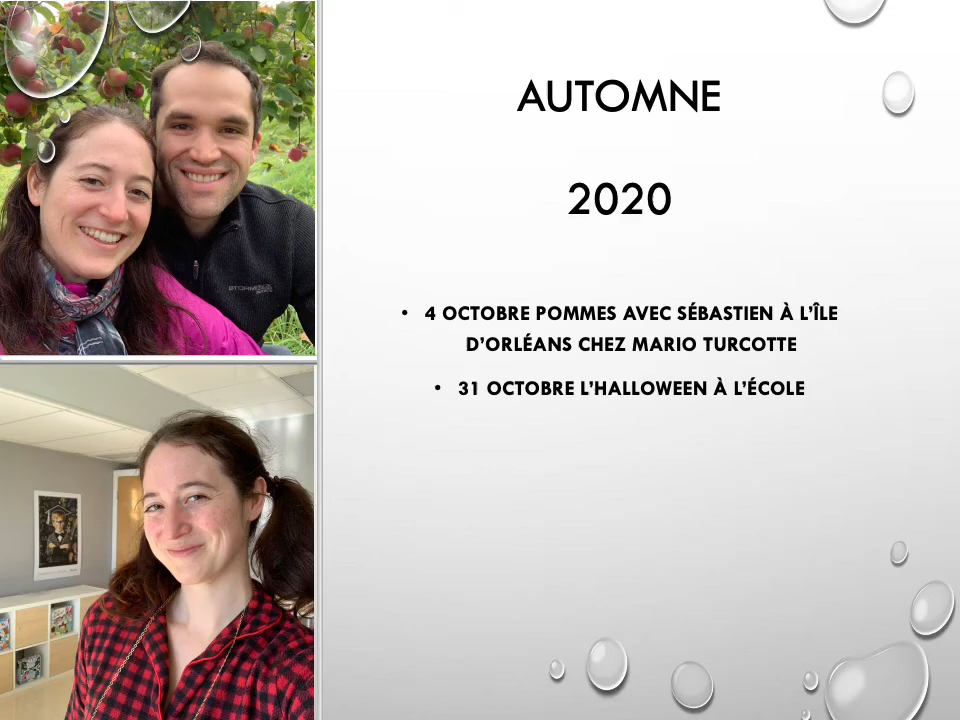 AUTOMNE
2020
• 4 OCTOBRE POMMES AVEC SÉBASTIEN À L’ÎLE
D’ORLÉANS CHEZ MARIO TURCOTTE
• 31 OCTOBRE L’HALLOWEEN À L’ÉCOLE